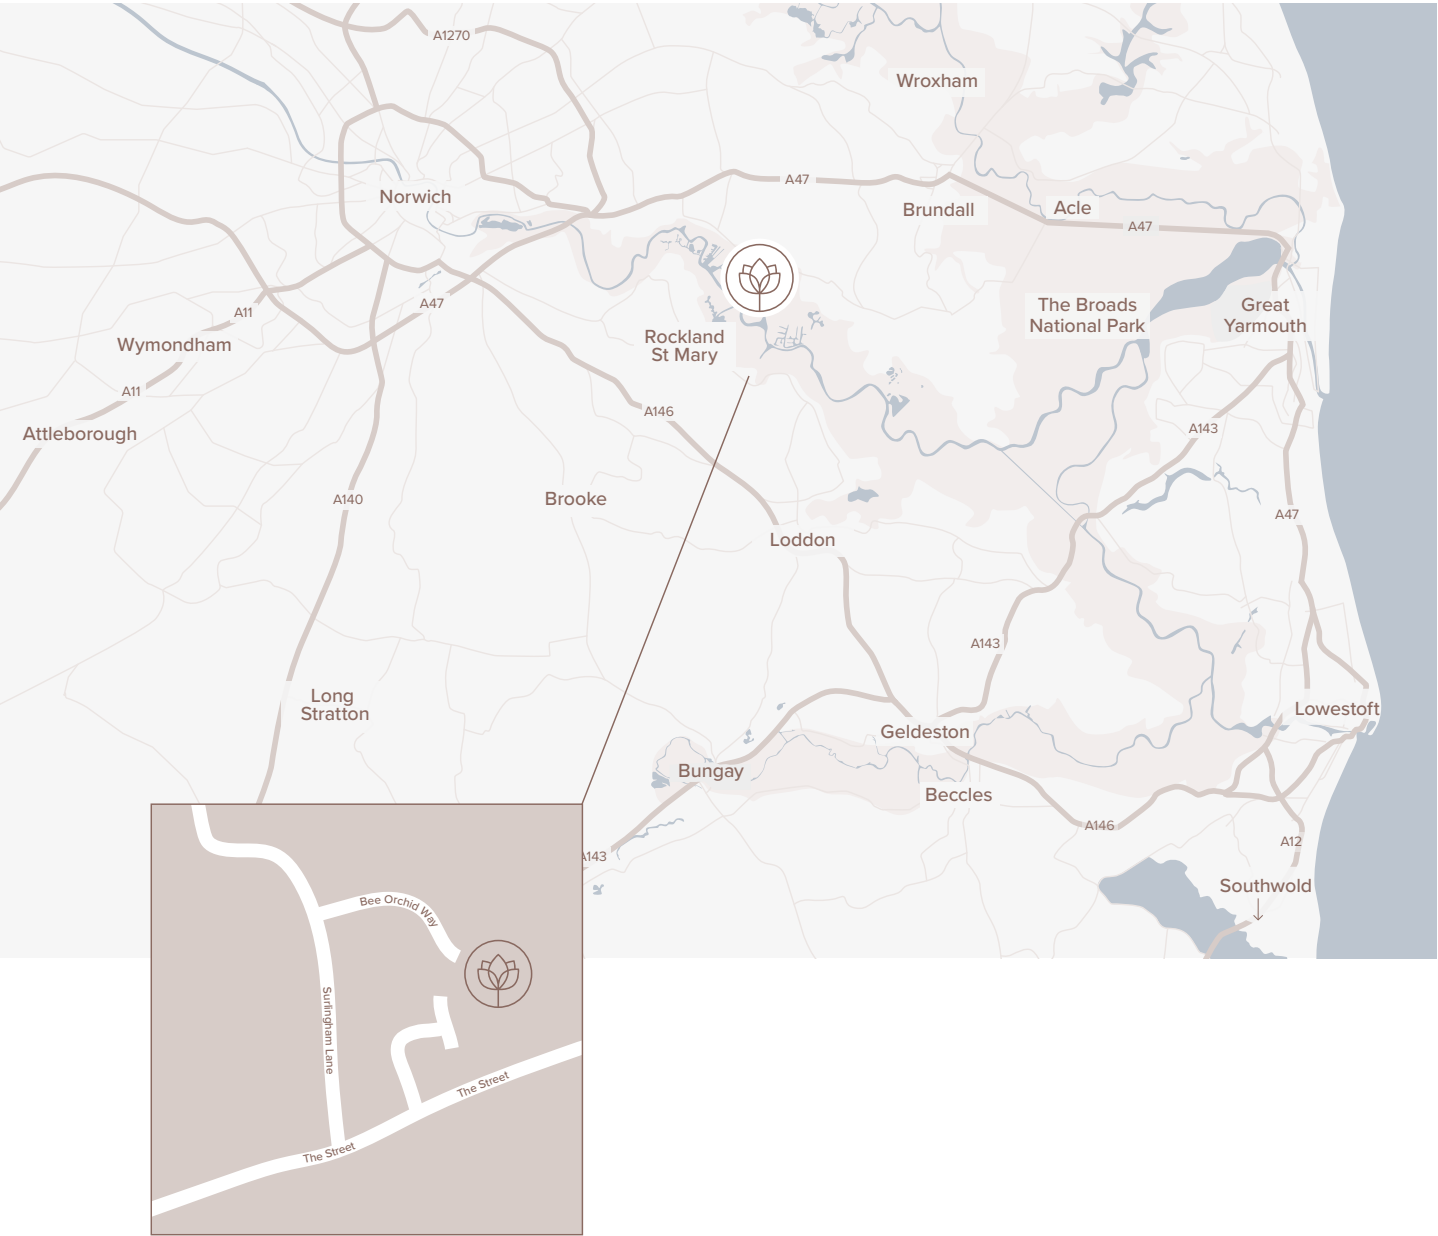 A1270
Wroxham
A47
Norwich
Brundall
Acle
A47
A47
A11
The Broads
National Park
Great
Yarmouth
Wymondham
Rockland
St Mary
A11
A146
Attleborough
A143
A140
Brooke
A47
Loddon
A143
Long
Stratton
Lowestoft
Geldeston
Bungay
Beccles
A146
A12
A143
Southwold
Bee Orchid Way
Surlingham Lane
The Street
The Street